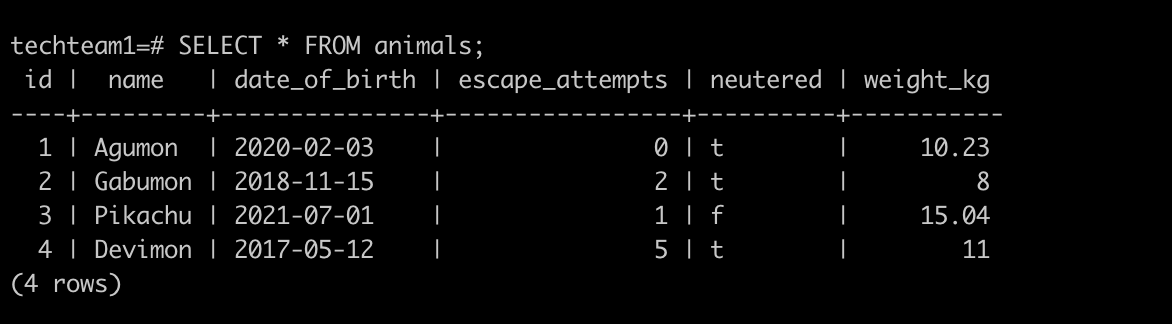 techteam1=# SELECT * FROM animals;
 id |  name   | date_of_birth | escape_attempts | neutered | weight_kg
----+---------+---------------+-----------------+----------+-----------
  1 | Agumon  | 2020-02-03    |               0 | t        |     10.23
  2 | Gabumon | 2018-11-15    |               2 | t        |         8
  3 | Pikachu | 2021-07-01    |               1 | f        |     15.04
  4 | Devimon | 2017-05-12    |               5 | t        |        11
(4 rows)